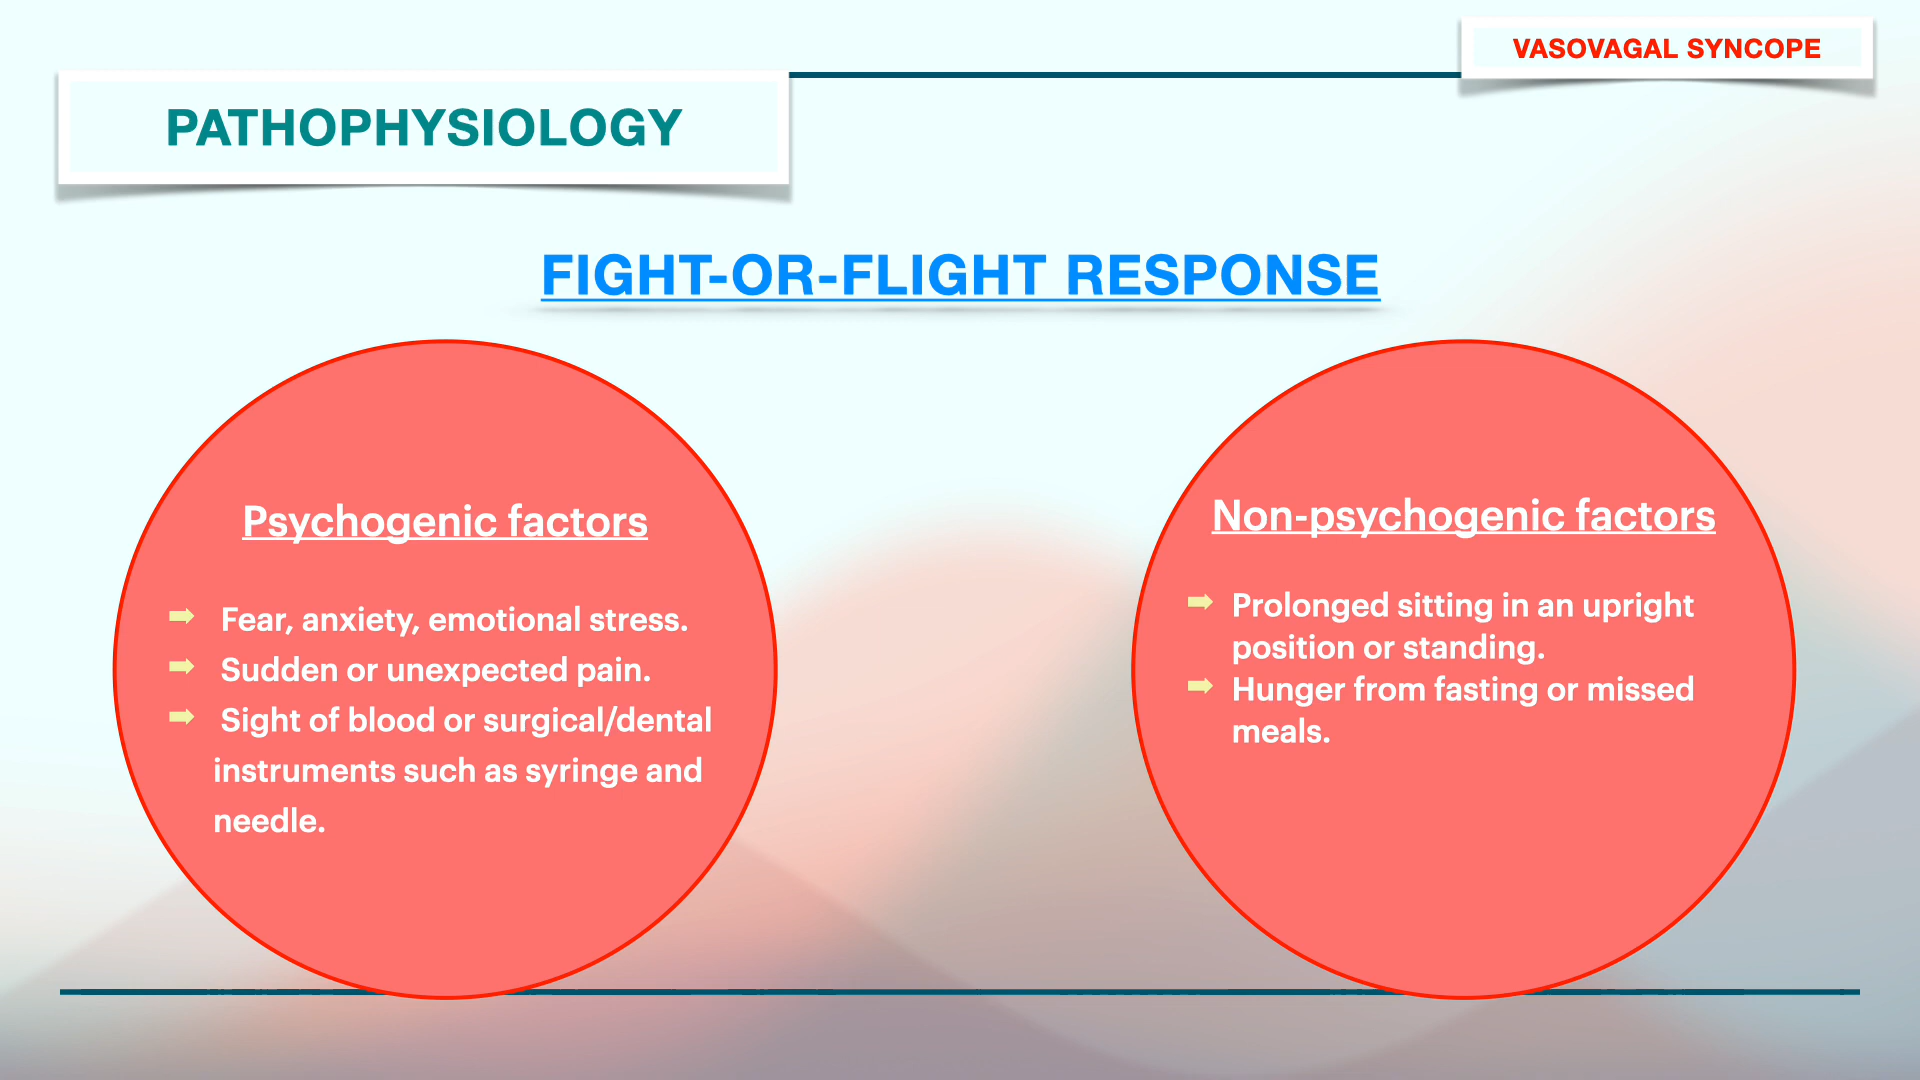 VASOVAGAL SYNCOPE
PATHOPHYSIOLOGY
FIGHT-OR-FLIGHT RESPONSE
Psychogenic factors
Fear, anxiety, emotional stress.
Sudden or unexpected pain.
Sight of blood or surgical/dental
instruments such as syringe and
needle.
Non-psychogenic factors
Prolonged sitting in an upright
position or standing.
Hunger from fasting or missed
meals.